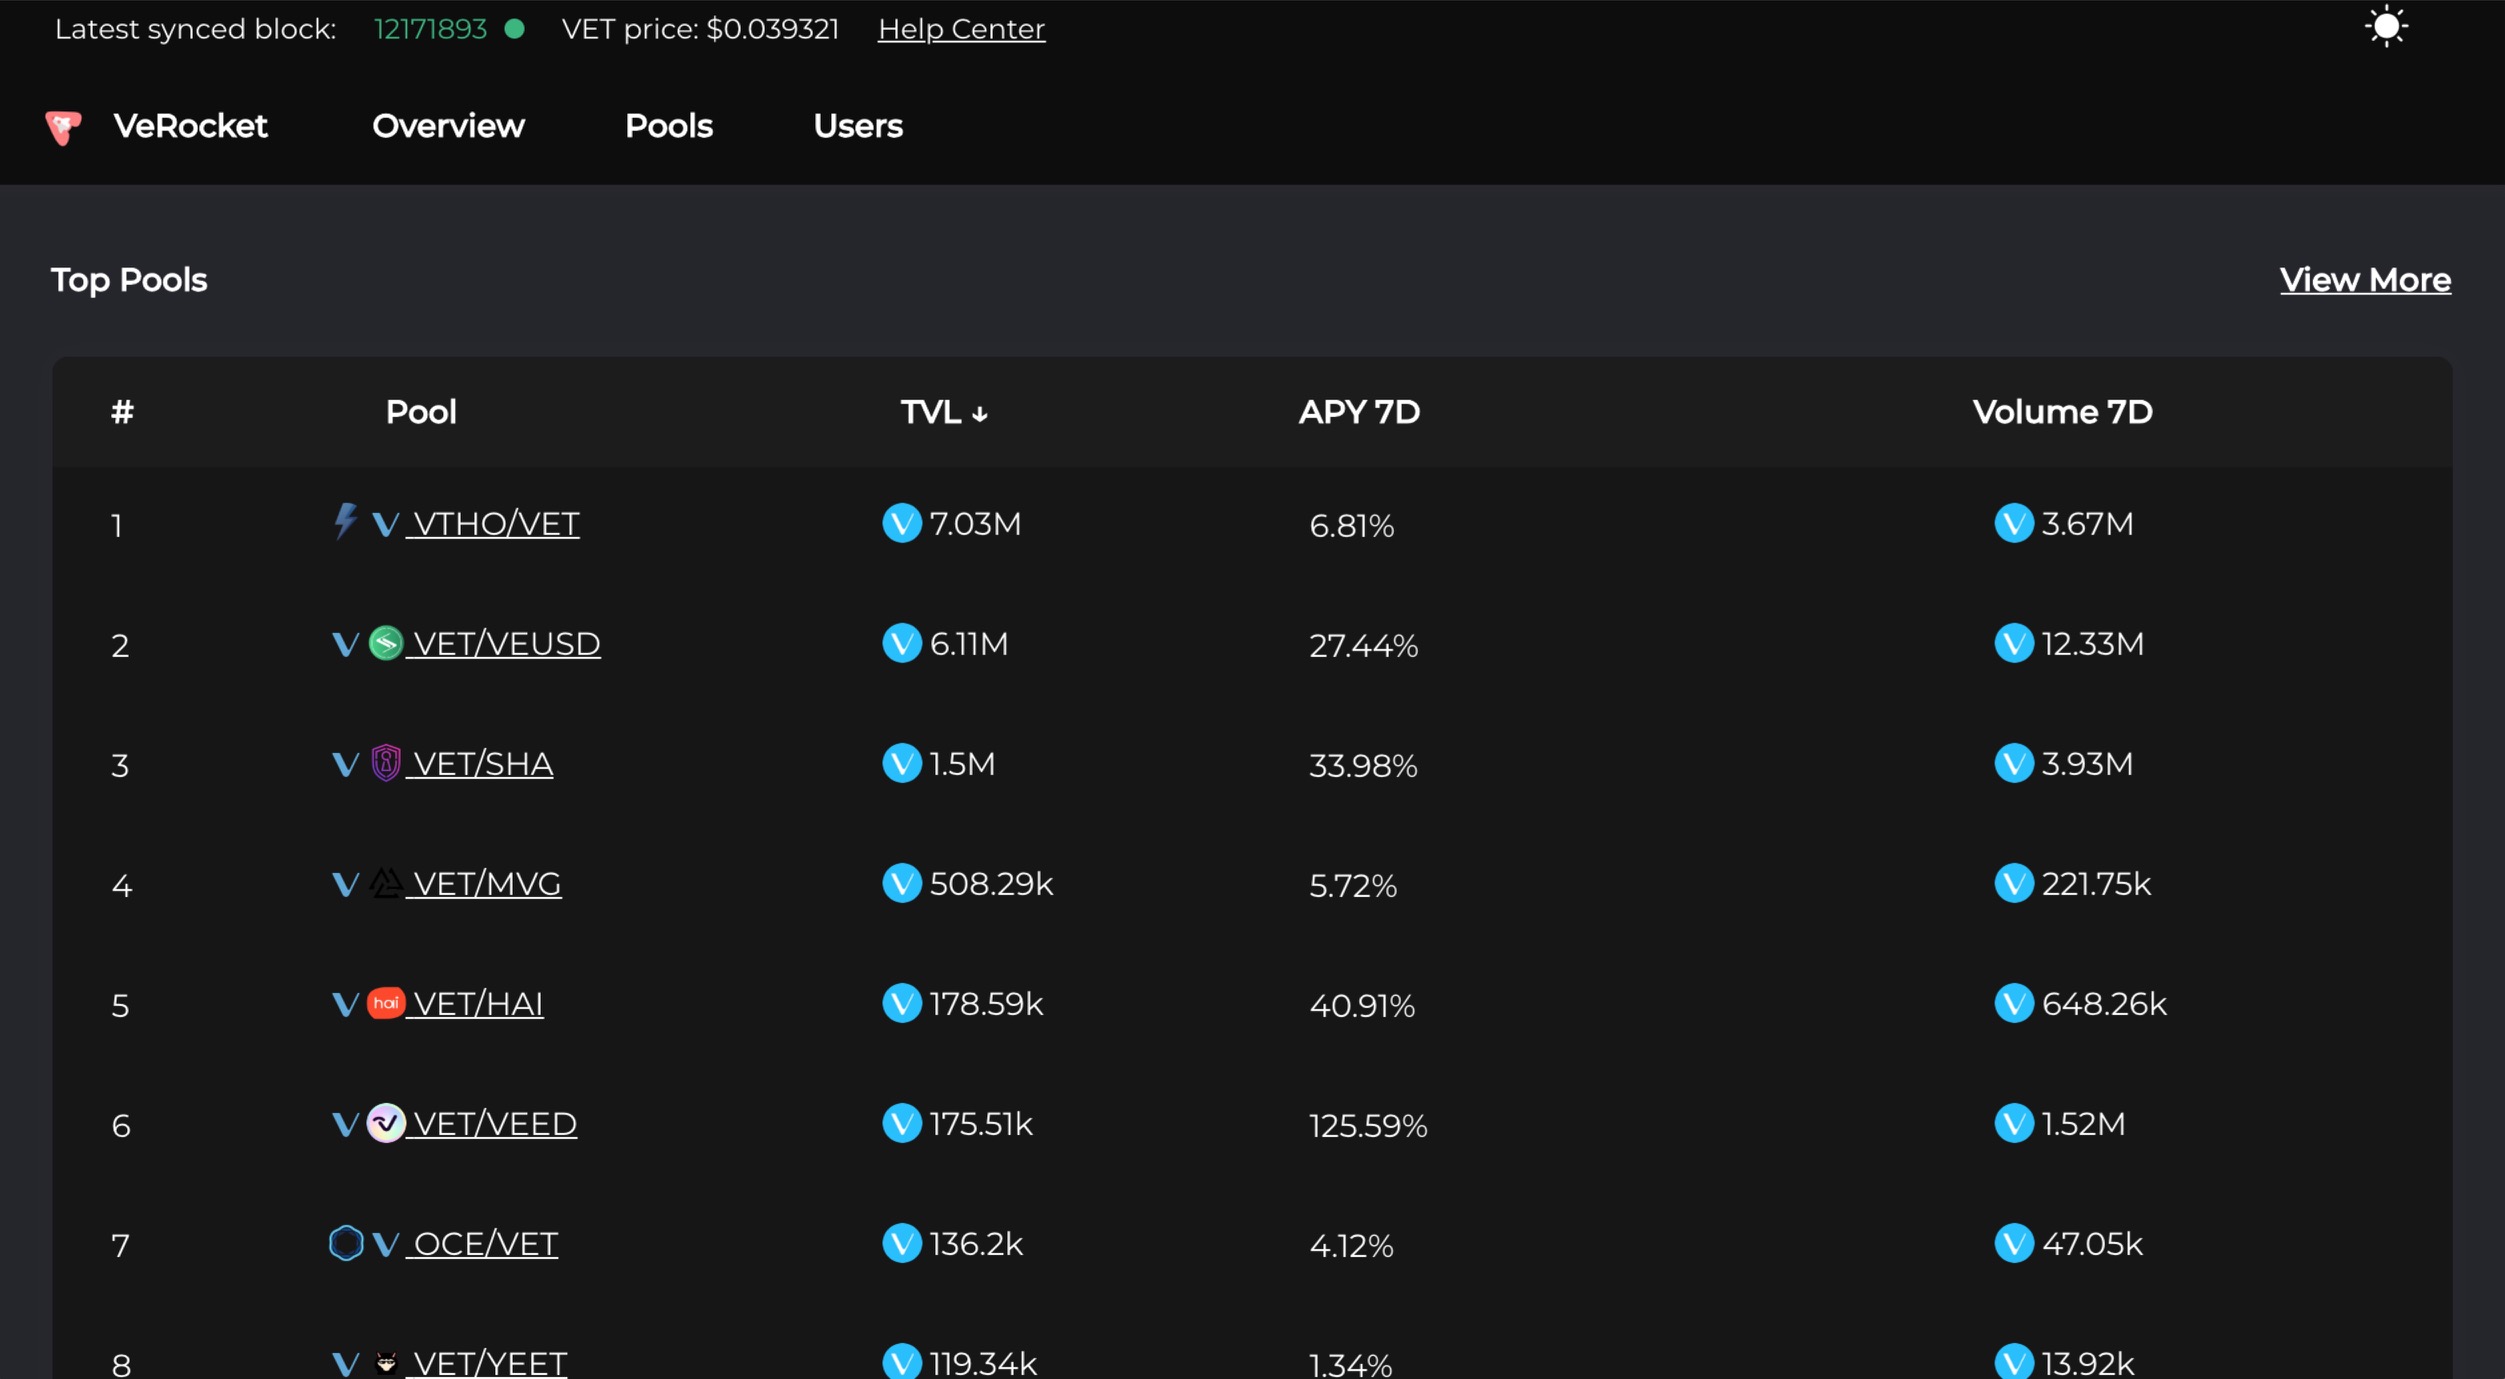 Latest synced block: 12171893 VET price: $0.039321 Help Center
VeRocket Overview Pools Users
Top Pools View More
# Pool TVL ↓ APY 7D Volume 7D
1 VTHO/VET 7.03M 6.81% 3.67M
2 VET/VEUSD 6.11M 27.44% 12.33M
3 VET/SHA 1.5M 33.98% 3.93M
4 VET/MVG 508.29k 5.72% 221.75k
5 hai VET/HAI 178.59k 40.91% 648.26k
6 VET/VEED 175.51k 125.59% 1.52M
7 OCE/VET 136.2k 4.12% 47.05k
8 VET/YEET 119.34k 1.34% 13.92k